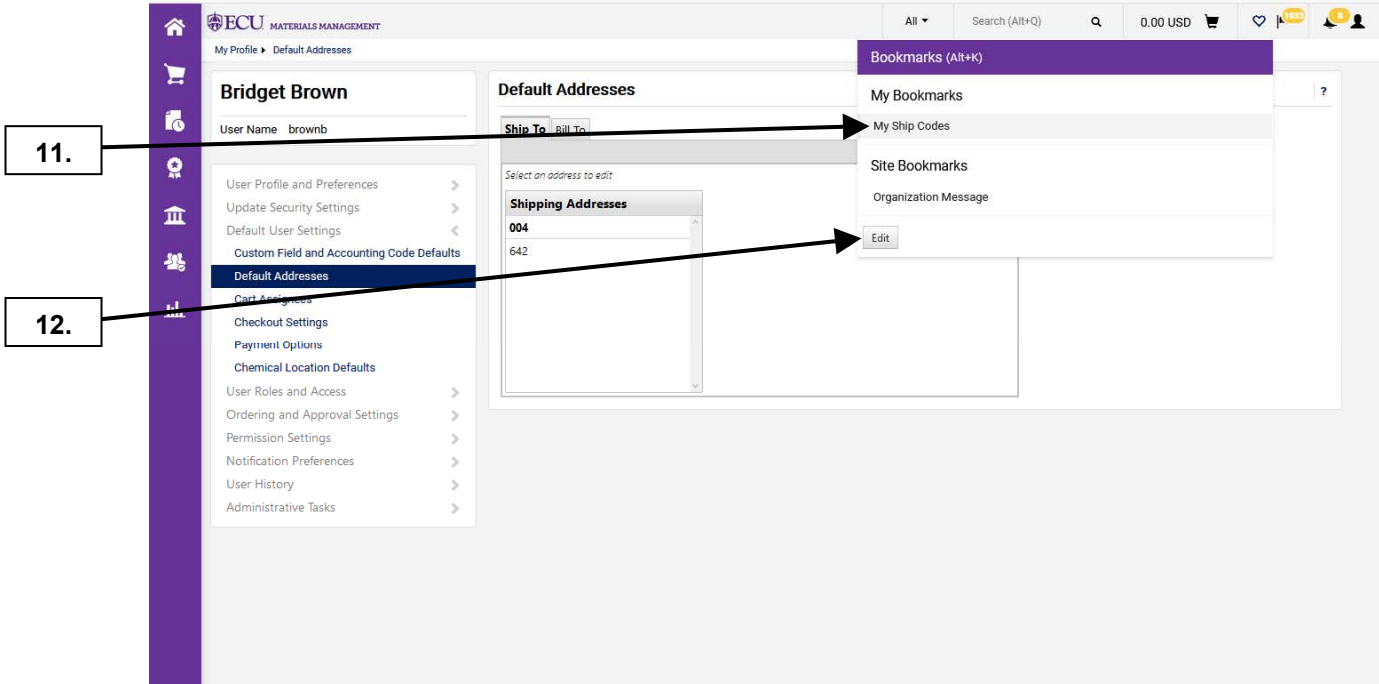 ECU MATERIALS MANAGEMENT
All
Search (Alt+Q)
0.00 USD
8
My Profile Default Addresses
Bookmarks (Alt+K)
My Bookmarks
My Ship Codes
Site Bookmarks
Organization Message
Edit
11.
12.
Bridget Brown
User Name brownb
User Profile and Preferences
Update Security Settings
Default User Settings
Custom Field and Accounting Code Defaults
Default Addresses
Cart Assignees
Checkout Settings
Payment Options
Chemical Location Defaults
User Roles and Access
Ordering and Approval Settings
Permission Settings
Notification Preferences
User History
Administrative Tasks
Default Addresses
?
Ship To Bill To
Select an address to edit
Shipping Addresses
004
642